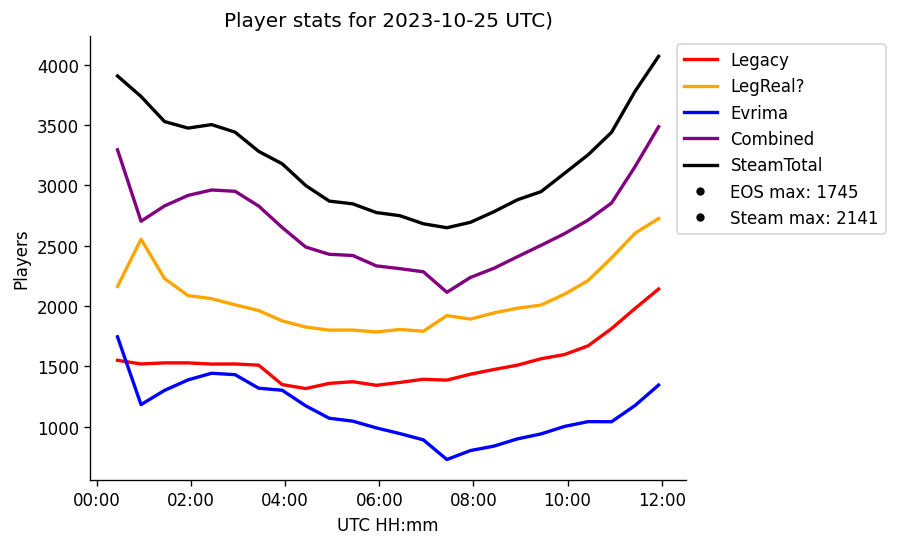 Player stats for 2023-10-25 UTC)
4000
3500
3000
2500
2000
1500
1000
Players
00:00 02:00 04:00 06:00 08:00 10:00 12:00
UTC HH:mm
Legacy
LegReal?
Evrima
Combined
SteamTotal
EOS max: 1745
Steam max: 2141